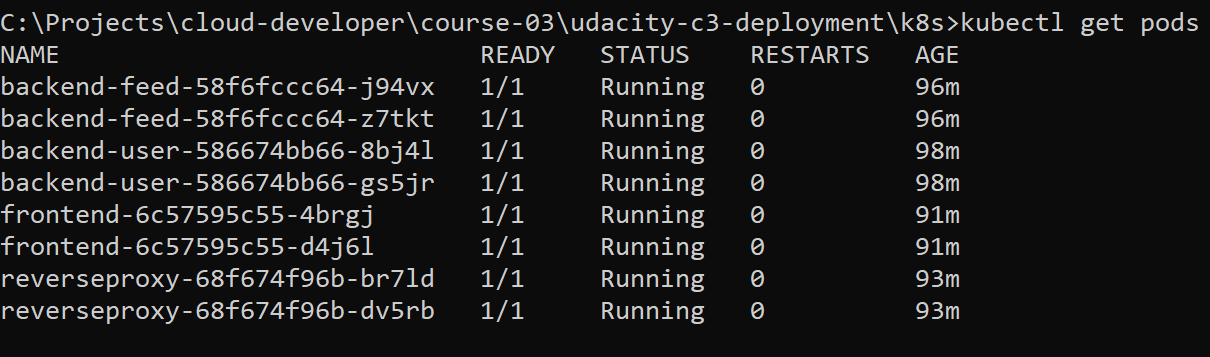 C:\Projects\cloud-developer\course-03\udacity-c3-deployment\k8s>kubectl get pods
NAME READY STATUS RESTARTS AGE
backend-feed-58f6fccc64-j94vx 1/1 Running 0 96m
backend-feed-58f6fccc64-z7tkt 1/1 Running 0 96m
backend-user-586674bb66-8bj4l 1/1 Running 0 98m
backend-user-586674bb66-gs5jr 1/1 Running 0 98m
frontend-6c57595c55-4brgj 1/1 Running 0 91m
frontend-6c57595c55-d4j6l 1/1 Running 0 91m
reverseproxy-68f674f96b-br7ld 1/1 Running 0 93m
reverseproxy-68f674f96b-dv5rb 1/1 Running 0 93m